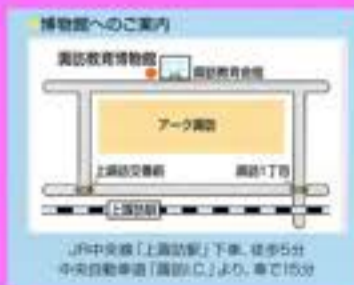 博物館へのご案内
諏訪教育博物館
諏訪教育会館
アーク諏訪
上諏訪交番前
諏訪1丁目
上諏訪駅
JR中央線「上諏訪駅」下車、徒歩5分
中央自動車道「諏訪I.C.」より、車で15分